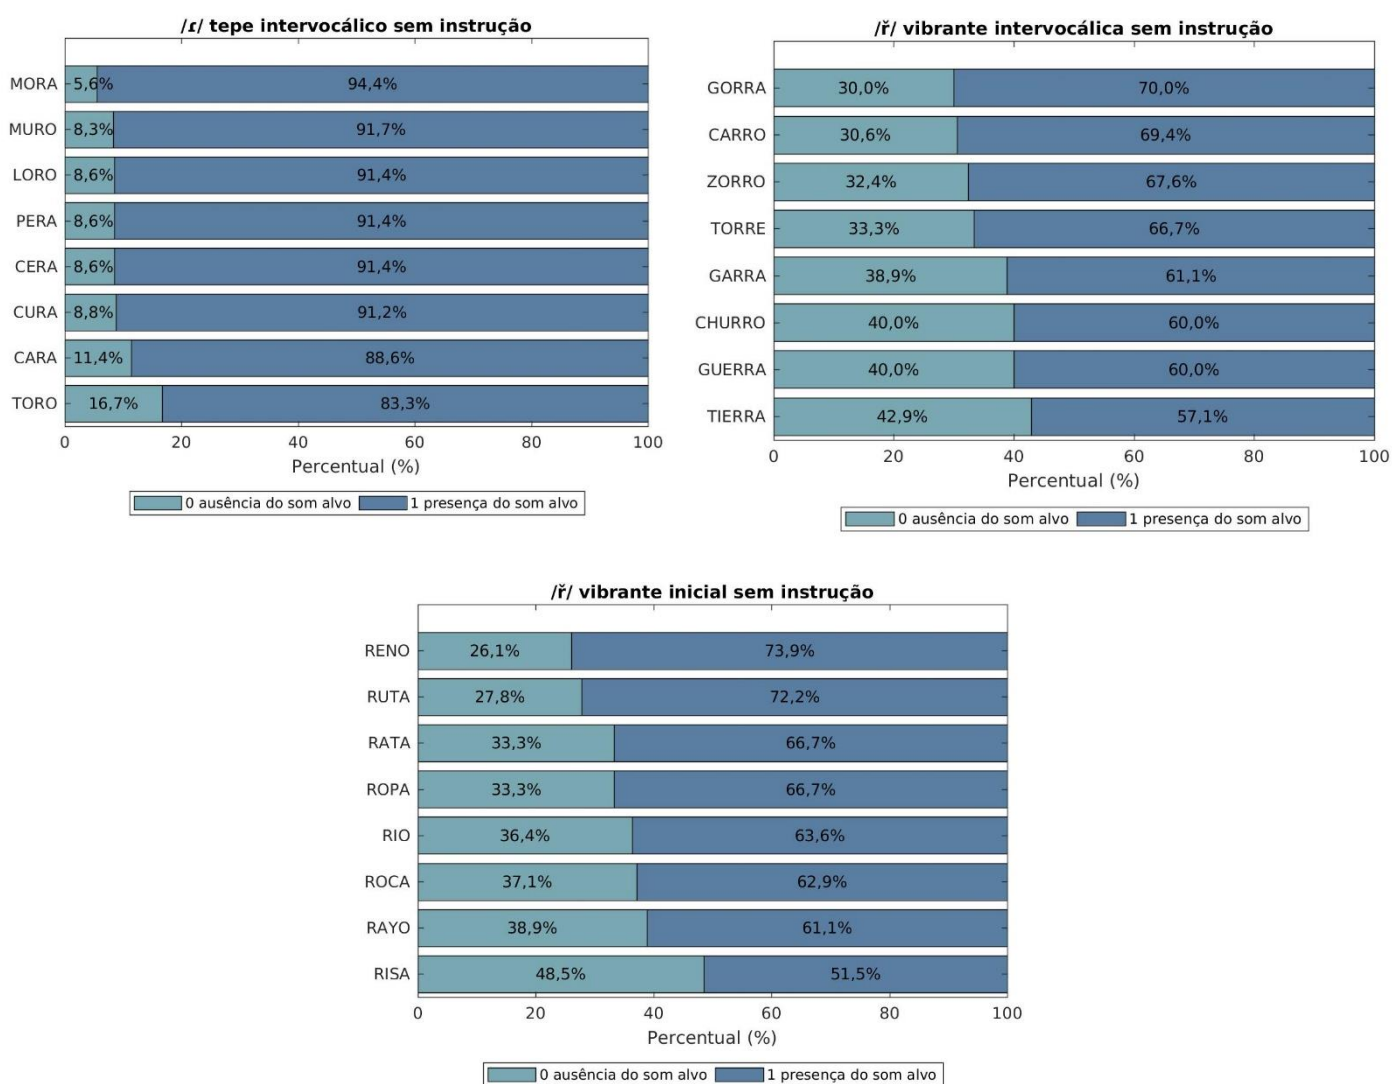 /ɾ/ tepe intervocálico sem instrução
MORA 5,6% 94,4%
MURO 8,3% 91,7%
LORO 8,6% 91,4%
PERA 8,6% 91,4%
CERA 8,6% 91,4%
CURA 8,8% 91,2%
CARA 11,4% 88,6%
TORO 16,7% 83,3%
0 20 40 60 80 100
Percentual (%)
0 ausência do som alvo 1 presença do som alvo
/ř/ vibrante intervocálica sem instrução
GORRA 30,0% 70,0%
CARRO 30,6% 69,4%
ZORRO 32,4% 67,6%
TORRE 33,3% 66,7%
GARRA 38,9% 61,1%
CHURRO 40,0% 60,0%
GUERRA 40,0% 60,0%
TIERRA 42,9% 57,1%
0 20 40 60 80 100
Percentual (%)
0 ausência do som alvo 1 presença do som alvo
/ř/ vibrante inicial sem instrução
RENO 26,1% 73,9%
RUTA 27,8% 72,2%
RATA 33,3% 66,7%
ROPA 33,3% 66,7%
RIO 36,4% 63,6%
ROCA 37,1% 62,9%
RAYO 38,9% 61,1%
RISA 48,5% 51,5%
0 20 40 60 80 100
Percentual (%)
0 ausência do som alvo 1 presença do som alvo